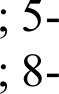 ; 5-
; 8-